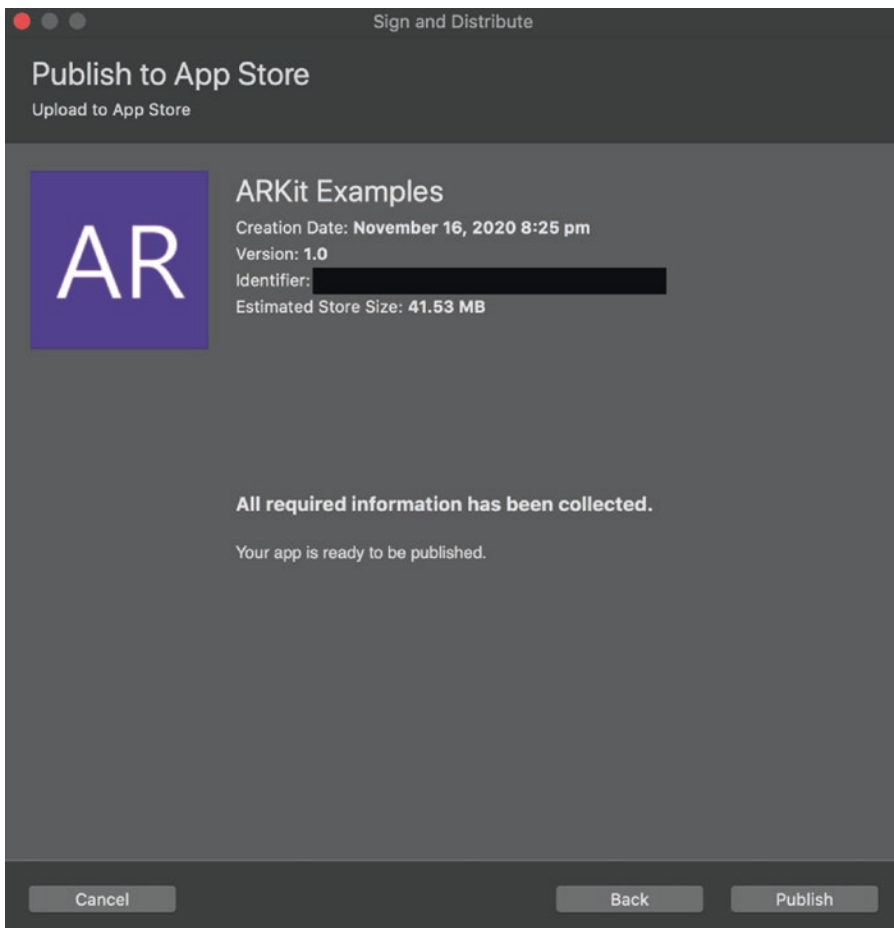 Sign and Distribute
Publish to App Store
Upload to App Store
AR
ARKit Examples
Creation Date: November 16, 2020 8:25 pm
Version: 1.0
Identifier:
Estimated Store Size: 41.53 MB
All required information has been collected.
Your app is ready to be published.
Cancel
Back
Publish